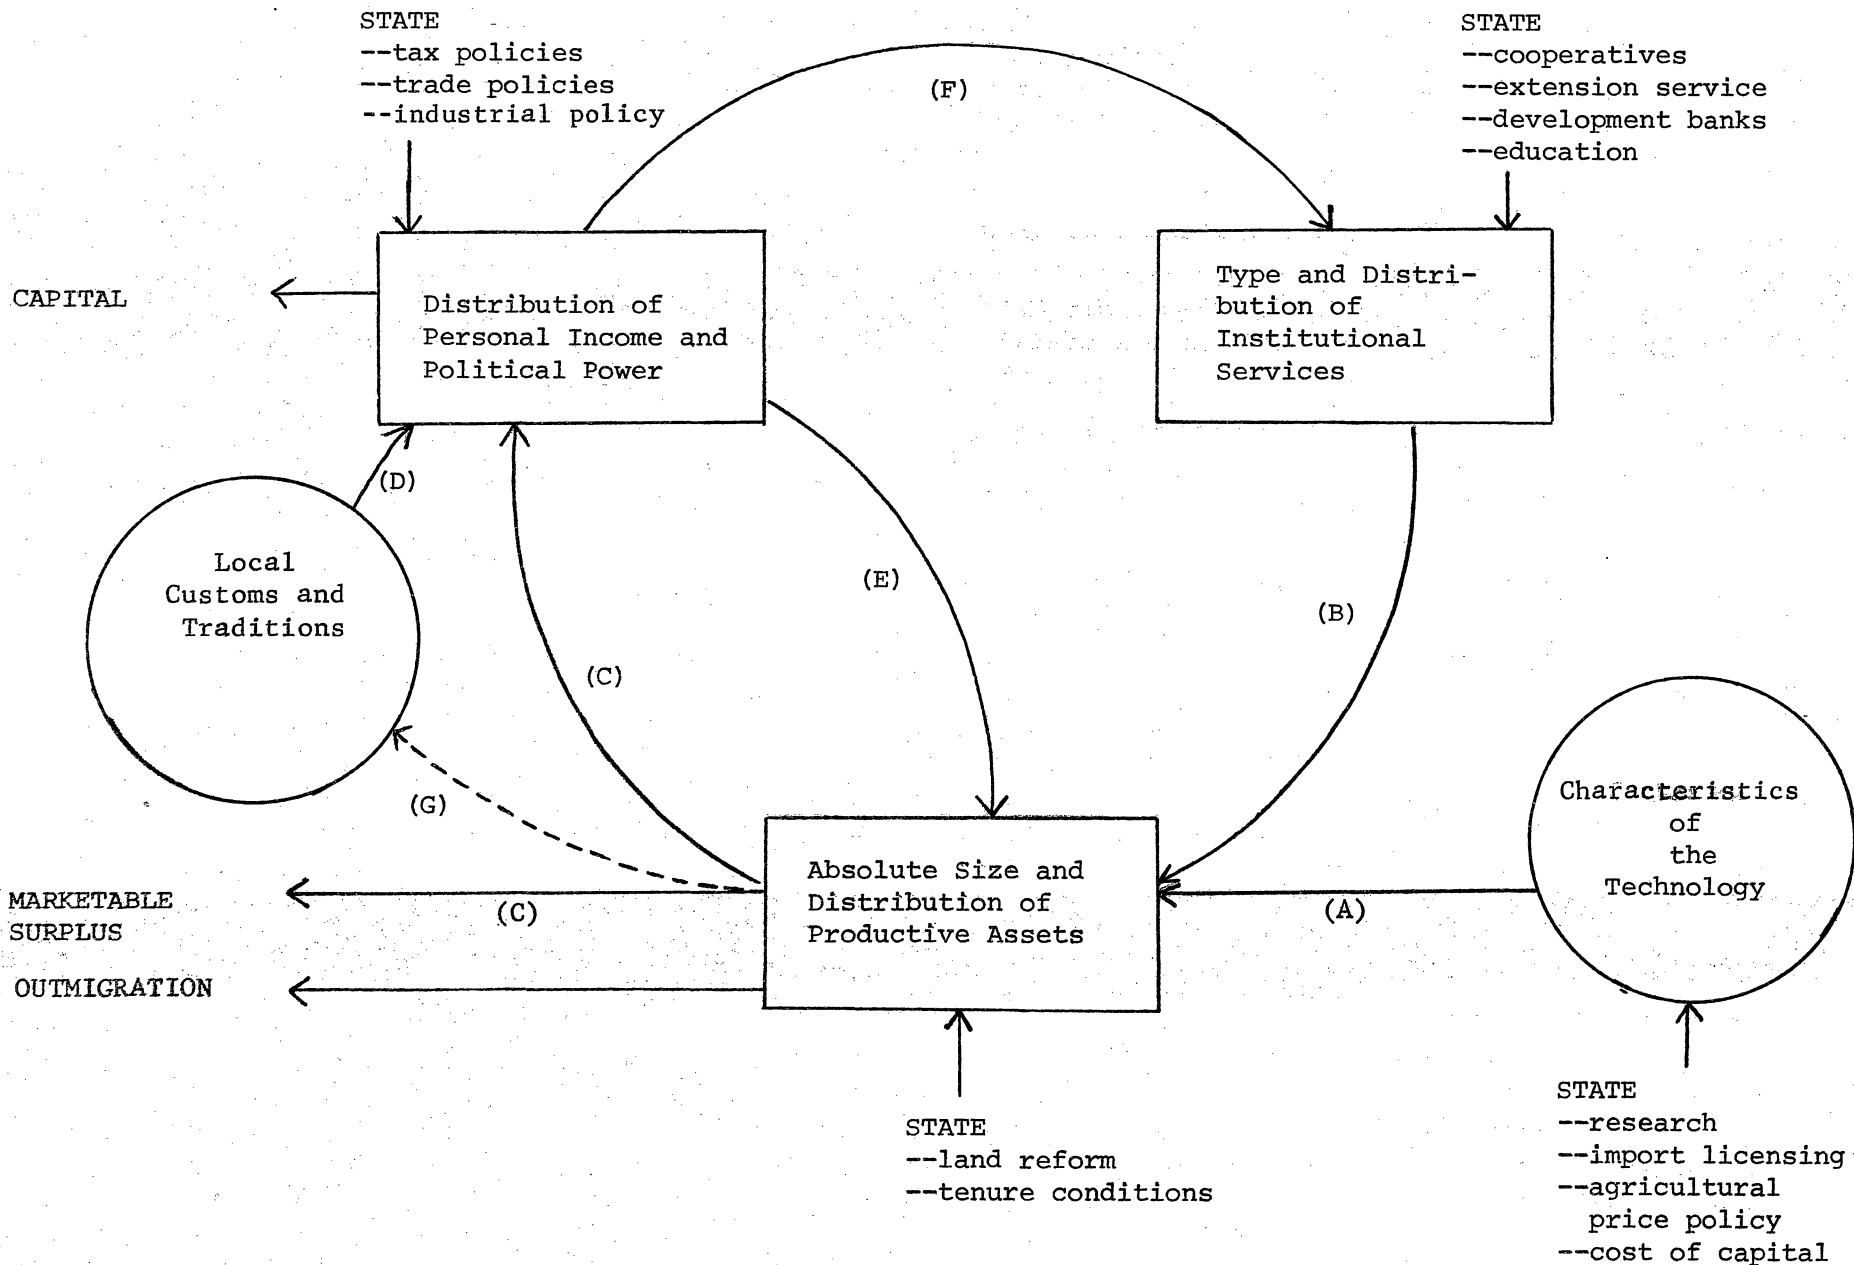 STATE
--tax policies
--trade policies
--industrial policy
(F)
STATE
--cooperatives
--extension service
--development banks
--education
CAPITAL
Distribution of
Personal Income and
Political Power
Type and Distri-
bution of
Institutional
Services
(D)
Local
Customs and
Traditions
(E)
(B)
(C)
(G)
Characteristics
of
the
Technology
Absolute Size and
Distribution of
Productive Assets
MARKETABLE
SURPLUS
(C)
(A)
OUTMIGRATION
STATE
--land reform
--tenure conditions
STATE
--research
--import licensing
--agricultural
price policy
--cost of capital